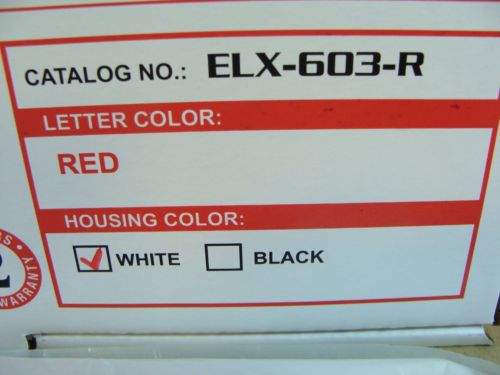 CATALOG NO.: ELX-603-R
LETTER COLOR:
RED
HOUSING COLOR:
WHITE BLACK
WARRANTY